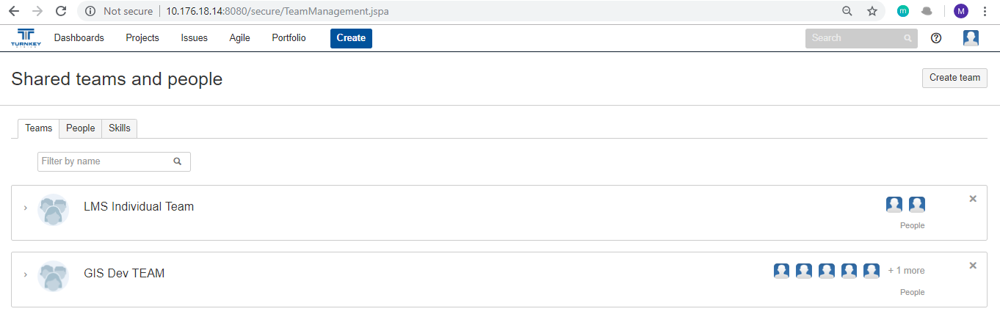 Not secure 10.176.18.14:8080/secure/TeamManagement.jspa M
TURNKEY Dashboards Projects Issues Agile Portfolio Create Search
Shared teams and people Create team
Teams People Skills
Filter by name
LMS Individual Team
People
GIS Dev TEAM + 1 more
People